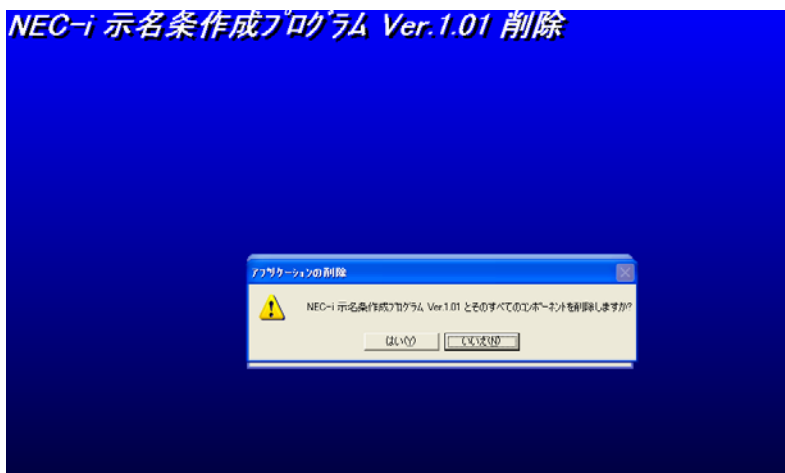 NEC-i 示名条作成プログラム Ver.1.01 削除
アプリケーションの削除
NEC-i 示名条作成プログラム Ver.1.01 とそのすべてのコンポーネントを削除しますか?
はい(Y) いいえ(N)